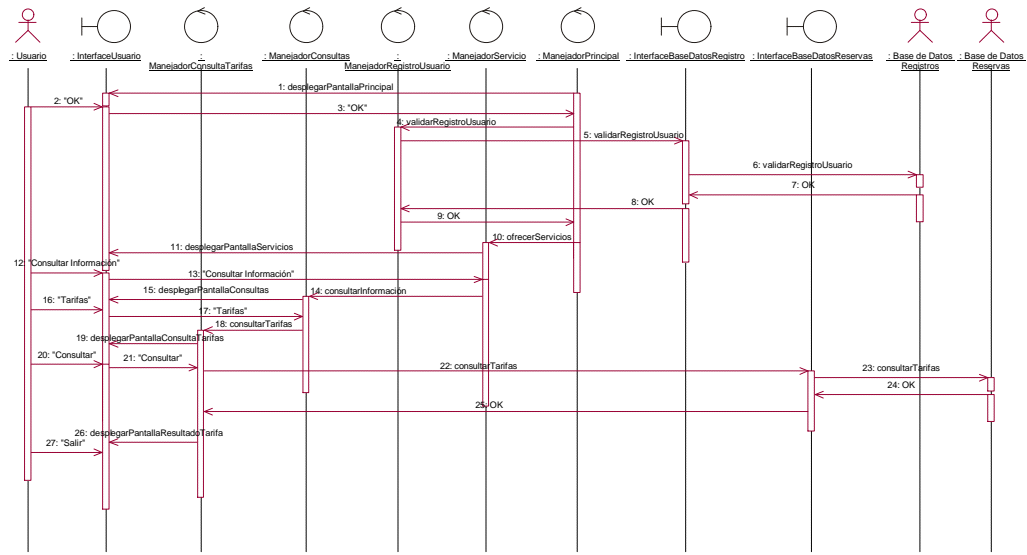 : Usuario
: InterfaceUsuario
:
ManejadorConsultaTarifas
: ManejadorConsultas
:
ManejadorRegistroUsuario
: ManejadorServicio
: ManejadorPrincipal
: InterfaceBaseDatosRegistro
: InterfaceBaseDatosReservas
: Base de Datos
Registros
: Base de Datos
Reservas
1: desplegarPantallaPrincipal
2: "OK"
3: "OK"
4: validarRegistroUsuario
5: validarRegistroUsuario
6: validarRegistroUsuario
7: OK
8: OK
9: OK
10: ofrecerServicios
11: desplegarPantallaServicios
12: "Consultar Información"
13: "Consultar Información"
14: consultarInformación
15: desplegarPantallaConsultas
16: "Tarifas"
17: "Tarifas"
18: consultarTarifas
19: desplegarPantallaConsultaTarifas
20: "Consultar"
21: "Consultar"
22: consultarTarifas
23: consultarTarifas
24: OK
25: OK
26: desplegarPantallaResultadoTarifa
27: "Salir"